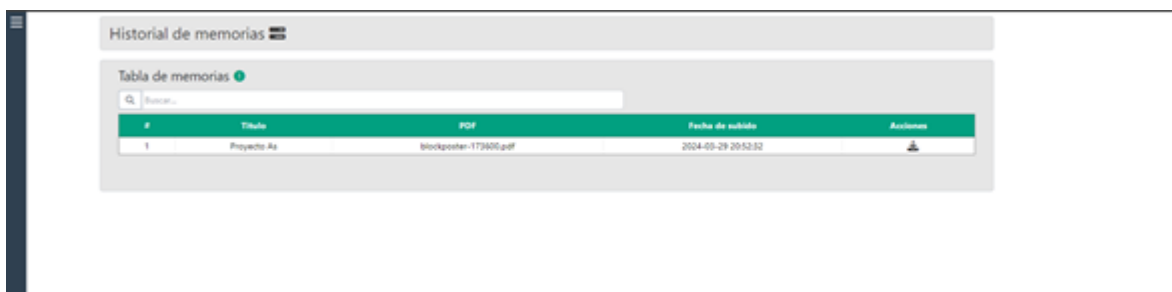 Historial de memorias
Tabla de memorias
Buscar...
# Título PDF Fecha de subido Acciones
1 Proyecto As blockposter-173600.pdf 2024-03-29 20:52:32